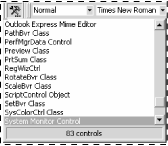 Normal Times New Roman
Outlook Express Mime Editor
PathBvr Class
PerfMgrData Control
Preview Class
PrtSum Class
RegWizCtrl
RotateBvr Class
ScaleBvr Class
ScriptControl Object
SetBvr Class
SysColorCtrl Class
System Monitor Control
83 controls